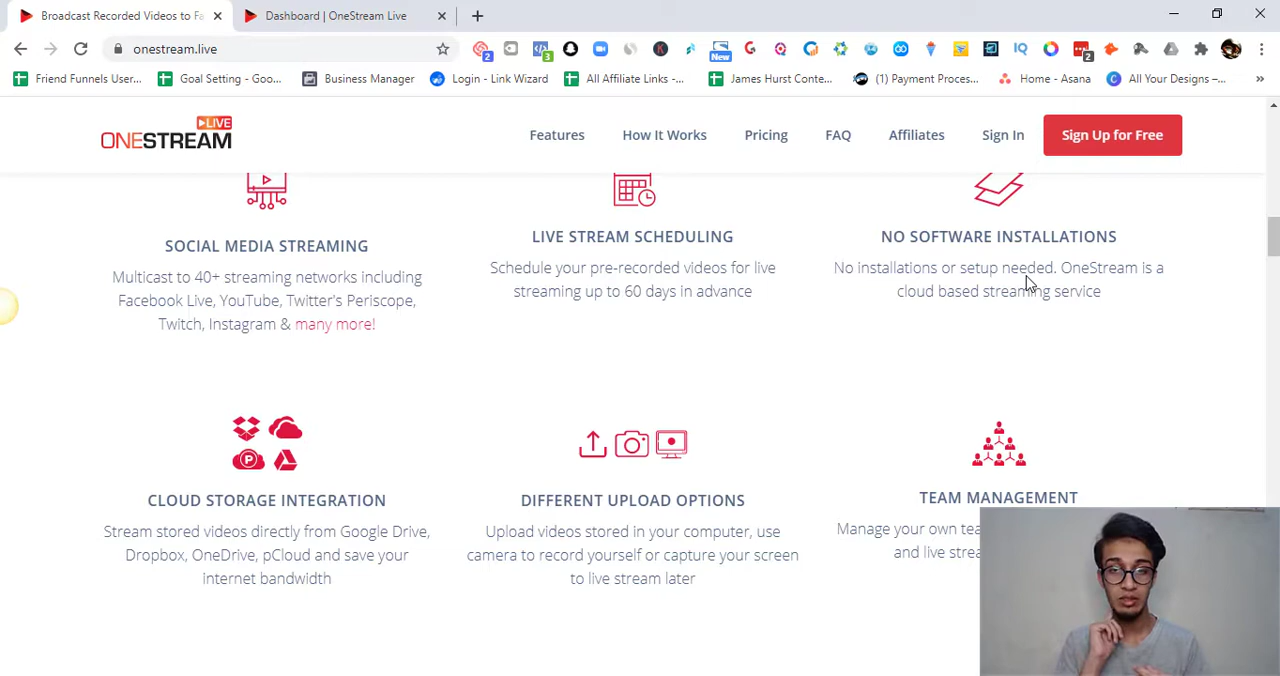 Broadcast Recorded Videos to Fa
Dashboard | OneStream Live
onestream.live
2
3
New
IQ
2
Friend Funnels User...
Goal Setting - Goo...
Business Manager
Login - Link Wizard
All Affiliate Links -...
James Hurst Conte...
(1) Payment Proces...
Home - Asana
All Your Designs –...
»
LIVE
ONESTREAM
Features
How It Works
Pricing
FAQ
Affiliates
Sign In
Sign Up for Free
SOCIAL MEDIA STREAMING
Multicast to 40+ streaming networks including
Facebook Live, YouTube, Twitter's Periscope,
Twitch, Instagram & many more!
LIVE STREAM SCHEDULING
Schedule your pre-recorded videos for live
streaming up to 60 days in advance
NO SOFTWARE INSTALLATIONS
No installations or setup needed. OneStream is a
cloud based streaming service
CLOUD STORAGE INTEGRATION
Stream stored videos directly from Google Drive,
Dropbox, OneDrive, pCloud and save your
internet bandwidth
DIFFERENT UPLOAD OPTIONS
Upload videos stored in your computer, use
camera to record yourself or capture your screen
to live stream later
TEAM MANAGEMENT
Manage your own tea
and live strea